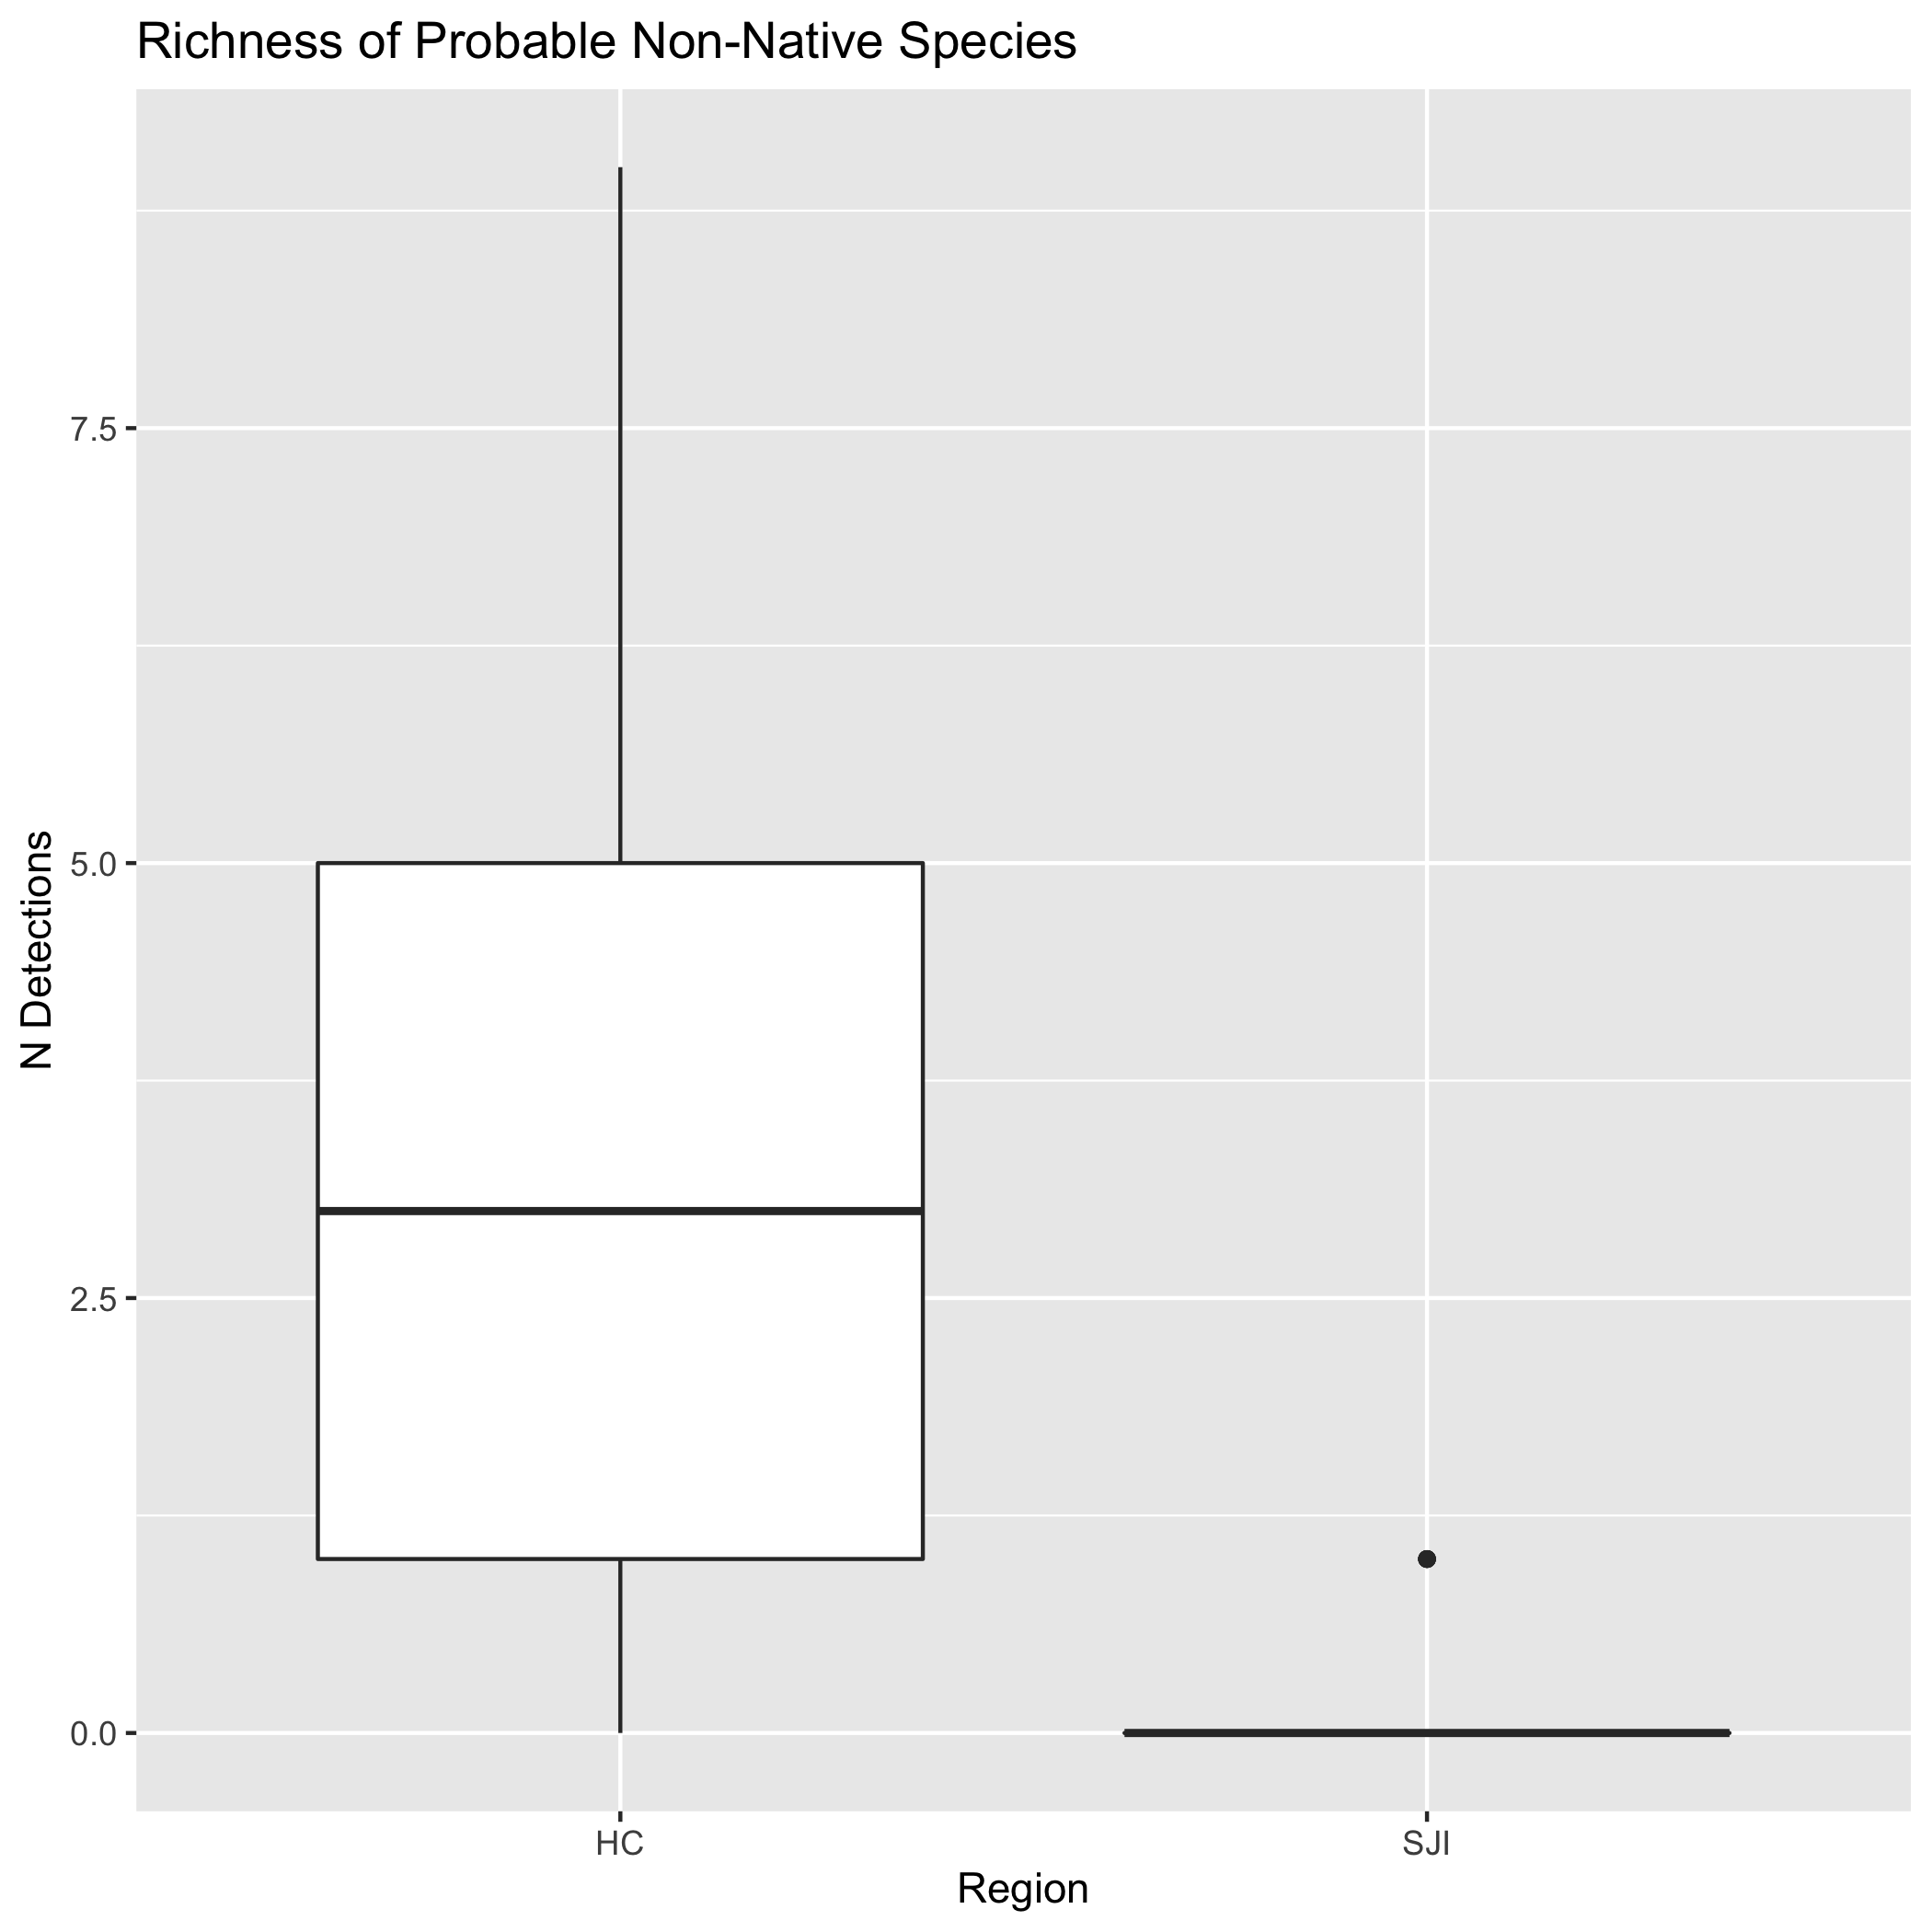 Richness of Probable Non-Native Species
N Detections
7.5
5.0
2.5
0.0
HC
SJI
Region